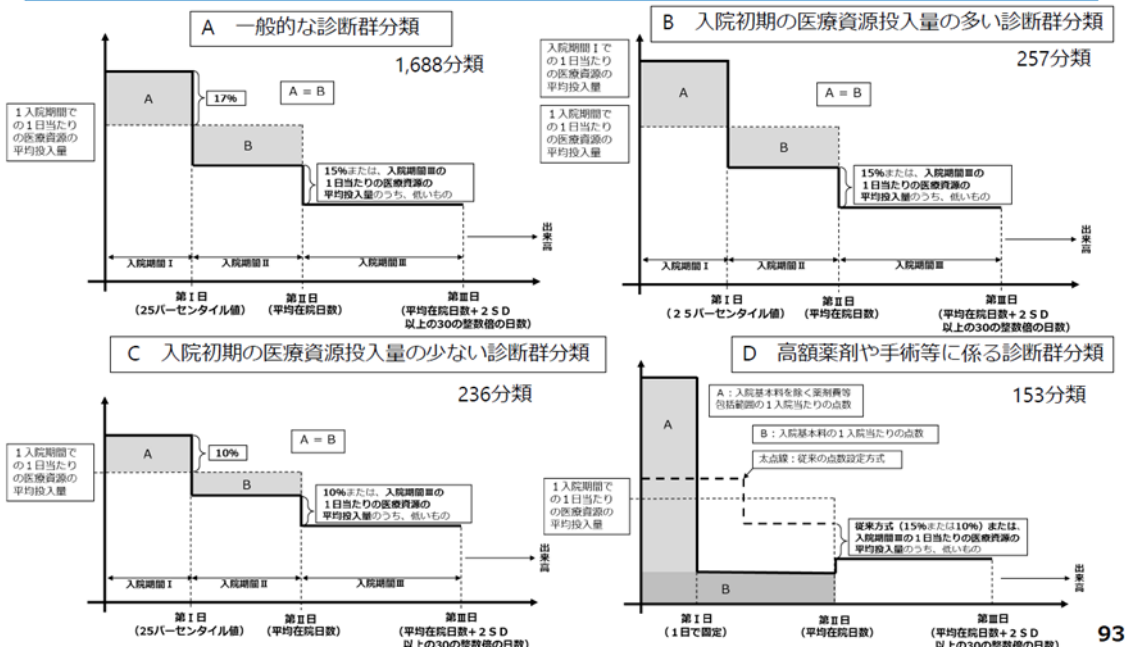 A 一般的な診断群分類
1,688分類
A
17%
A = B
1入院期間で
の1日当たり
の医療資源の
平均投入量
B
15%または、入院期間Ⅲの
1日当たりの医療資源の
平均投入量のうち、低いもの
出来高
入院期間Ⅰ
入院期間Ⅱ
入院期間Ⅲ
第Ⅰ日
(25パーセンタイル値)
第Ⅱ日
(平均在院日数)
第Ⅲ日
(平均在院日数+2SD
以上の30の整数倍の日数)
B 入院初期の医療資源投入量の多い診断群分類
257分類
入院期間Ⅰで
の1日当たり
の医療資源の
平均投入量
A
A = B
1入院期間で
の1日当たり
の医療資源の
平均投入量
B
15%または、入院期間Ⅲの
1日当たりの医療資源の
平均投入量のうち、低いもの
出来高
入院期間Ⅰ
入院期間Ⅱ
入院期間Ⅲ
第Ⅰ日
(25パーセンタイル値)
第Ⅱ日
(平均在院日数)
第Ⅲ日
(平均在院日数+2SD
以上の30の整数倍の日数)
C 入院初期の医療資源投入量の少ない診断群分類
236分類
A
10%
A = B
1入院期間で
の1日当たり
の医療資源の
平均投入量
B
10%または、入院期間Ⅲの
1日当たりの医療資源の
平均投入量のうち、低いもの
出来高
入院期間Ⅰ
入院期間Ⅱ
入院期間Ⅲ
第Ⅰ日
(25パーセンタイル値)
第Ⅱ日
(平均在院日数)
第Ⅲ日
(平均在院日数+2SD
以上の30の整数倍の日数)
D 高額薬剤や手術等に係る診断群分類
153分類
A:入院基本料を除く薬剤費等
包括範囲の1入院当たりの点数
A
B:入院基本料の1入院当たりの点数
太点線:従来の点数設定方式
1入院期間で
の1日当たり
の医療資源の
平均投入量
従来方式(15%または10%)または、
入院期間Ⅲの1日当たりの医療資源の
平均投入量のうち、低いもの
B
出来高
第Ⅰ日
(1日で固定)
第Ⅱ日
(平均在院日数)
第Ⅲ日
(平均在院日数+2SD
以上の30の整数倍の日数)
93